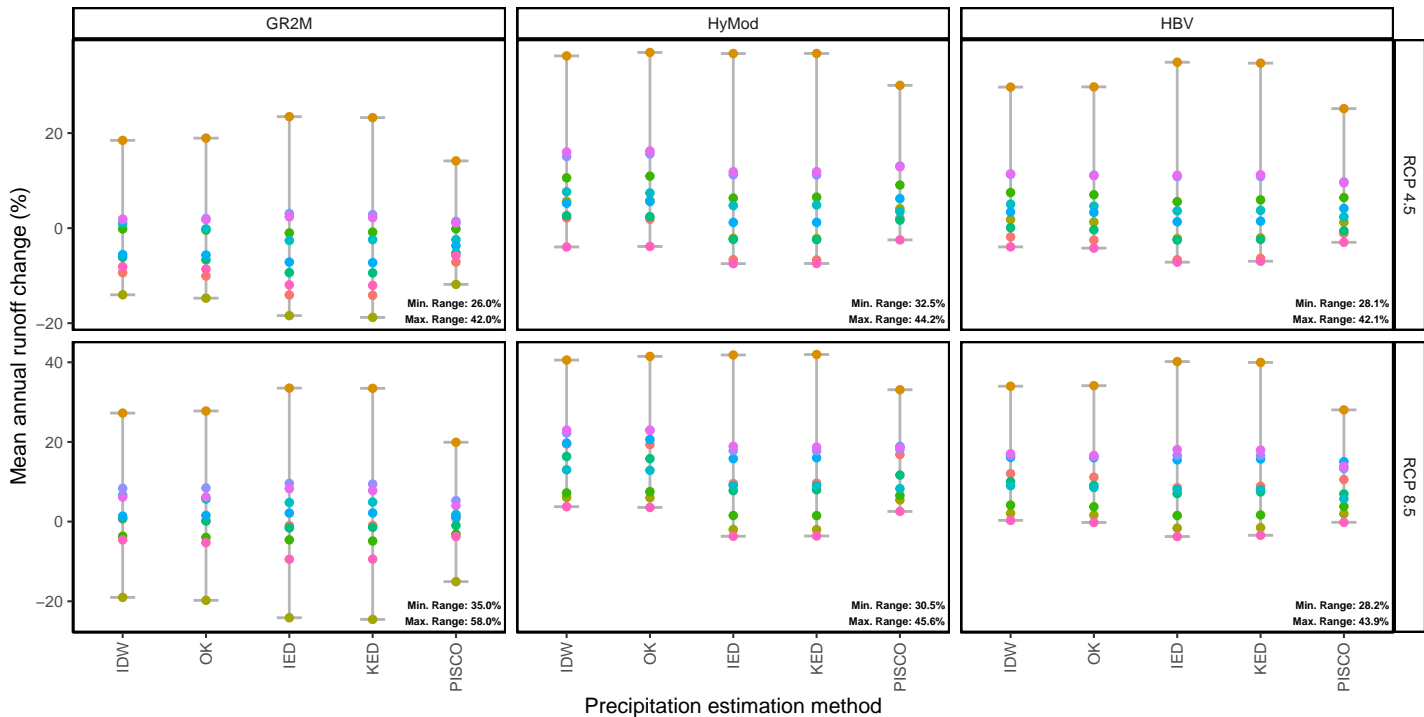 GR2M
HyMod
HBV
Mean annual runoff change (%)
20
0
−20
Min. Range: 26.0%
Max. Range: 42.0%
Min. Range: 32.5%
Max. Range: 44.2%
Min. Range: 28.1%
Max. Range: 42.1%
RCP 4.5
40
20
0
−20
Min. Range: 35.0%
Max. Range: 58.0%
Min. Range: 30.5%
Max. Range: 45.6%
Min. Range: 28.2%
Max. Range: 43.9%
RCP 8.5
IDW
OK
IED
KED
PISCO
IDW
OK
IED
KED
PISCO
IDW
OK
IED
KED
PISCO
Precipitation estimation method